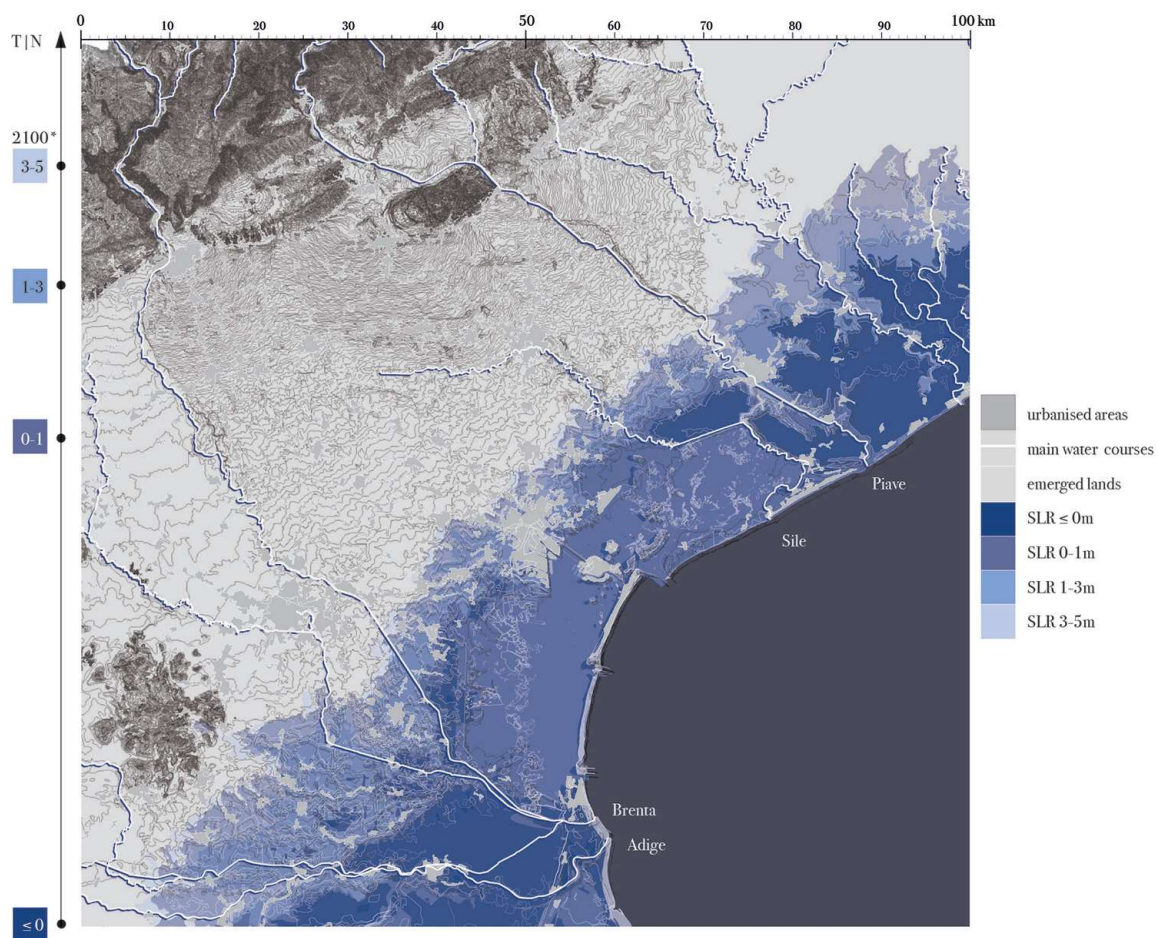 0 10 20 30 40 50 60 70 80 90 100 km
T|N
2100*
3-5
1-3
0-1
≤ 0
urbanised areas
main water courses
emerged lands
SLR ≤ 0m
SLR 0-1m
SLR 1-3m
SLR 3-5m
Piave
Sile
Brenta
Adige